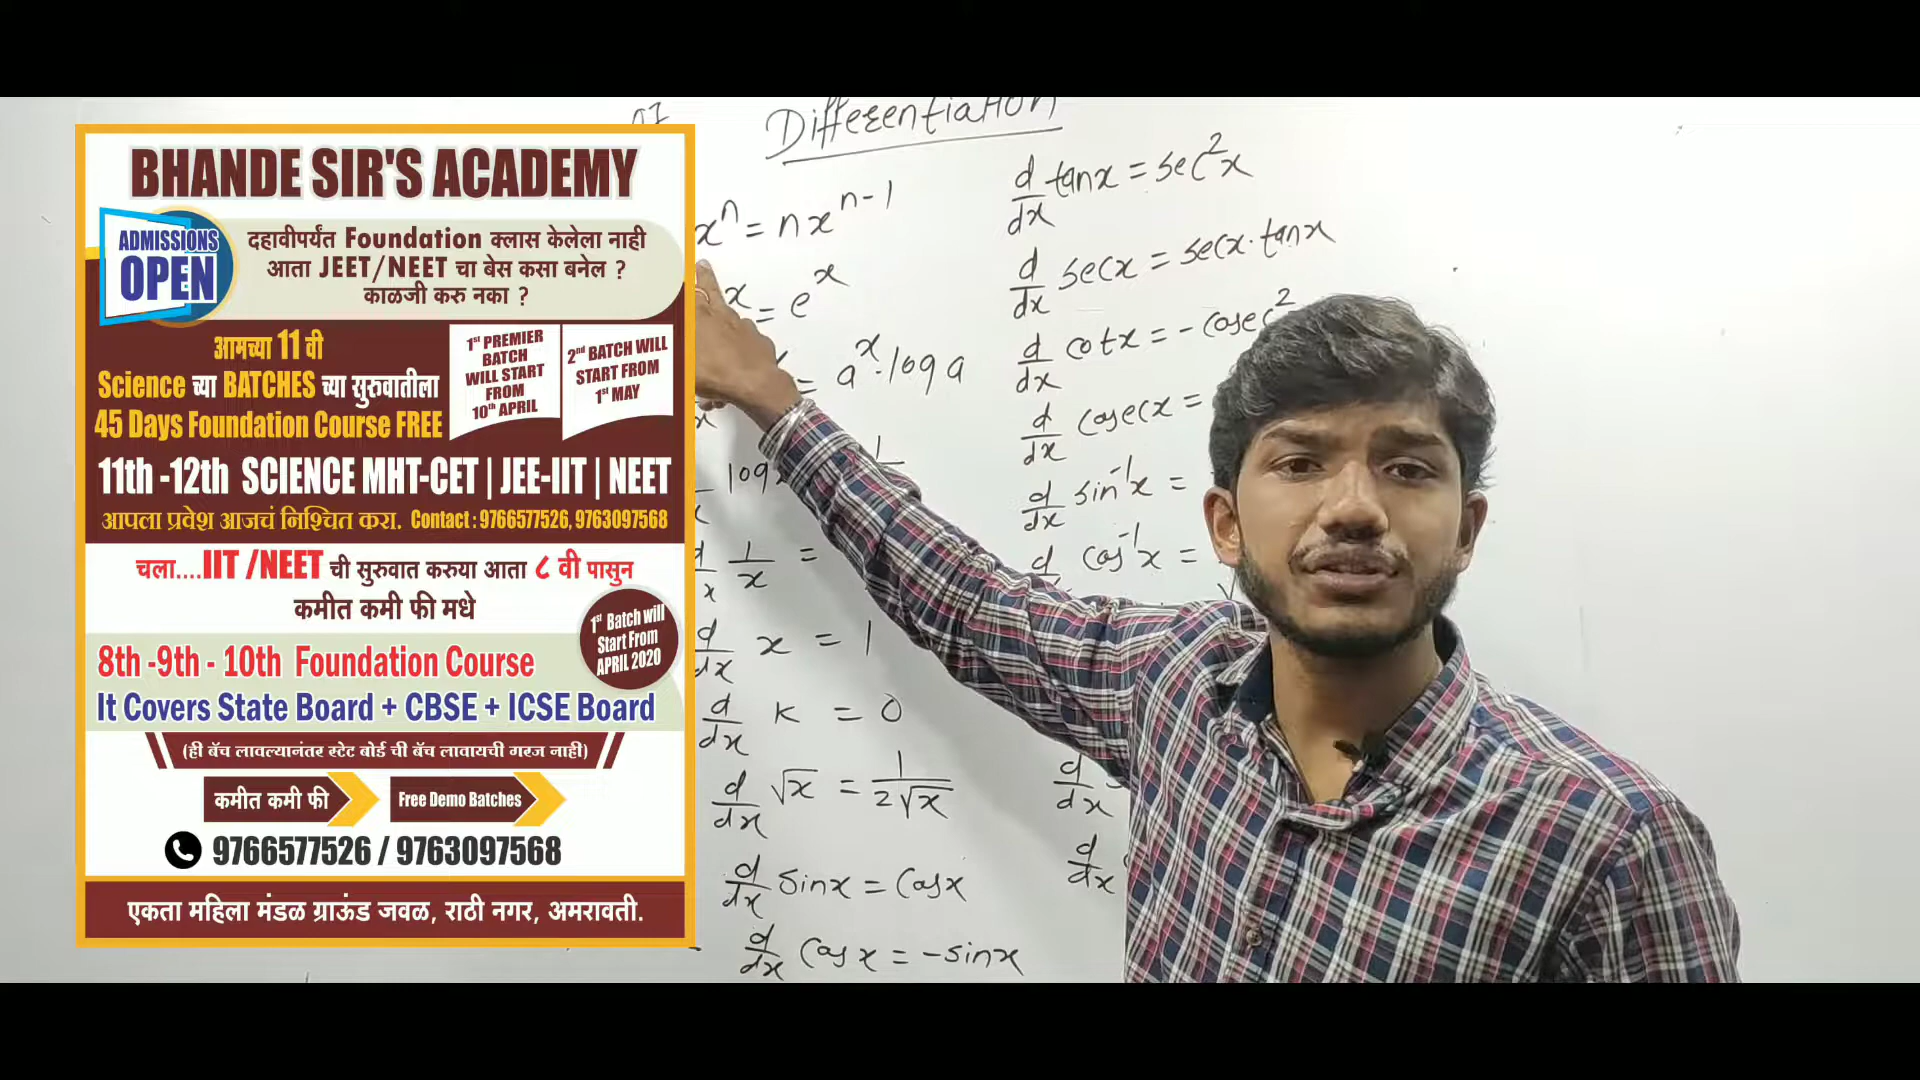 BHANDE SIR'S ACADEMY
ADMISSIONS
OPEN
दहावीपर्यंत Foundation क्लास केलेला नाही
आता JEET/NEET चा बेस कसा बनेल ?
काळजी करु नका ?
आमच्या 11 वी
Science च्या BATCHES च्या सुरुवातीला
45 Days Foundation Course FREE
1st PREMIER
BATCH
WILL START
FROM
10th APRIL
2nd BATCH WILL
START FROM
1st MAY
11th -12th SCIENCE MHT-CET | JEE-IIT | NEET
आपला प्रवेश आजचं निश्चित करा. Contact : 9766577526, 9763097568
चला....IIT /NEET ची सुरुवात करुया आता ८ वी पासुन
कमीत कमी फी मधे
1st Batch will
Start From
APRIL 2020
8th -9th - 10th Foundation Course
It Covers State Board + CBSE + ICSE Board
(ही बॅच लावल्यानंतर स्टेट बोर्ड ची बॅच लावायची गरज नाही)
कमीत कमी फी
Free Demo Batches
9766577526 / 9763097568
एकता महिला मंडळ ग्राऊंड जवळ, राठी नगर, अमरावती.
Differentiation
x^n = nx^{n-1}
x = e^x
= a^x · log a
log
1/x =
d/dx x = 1
d/dx K = 0
d/dx √x = 1/2√x
d/dx sinx = cosx
d/dx cosx = -sinx
d/dx tanx = sec²x
d/dx secx = secx · tanx
d/dx cotx = -cosec²
d/dx cosecx =
d/dx sin⁻¹x =
d cos⁻¹x =
d/dx
d/dx